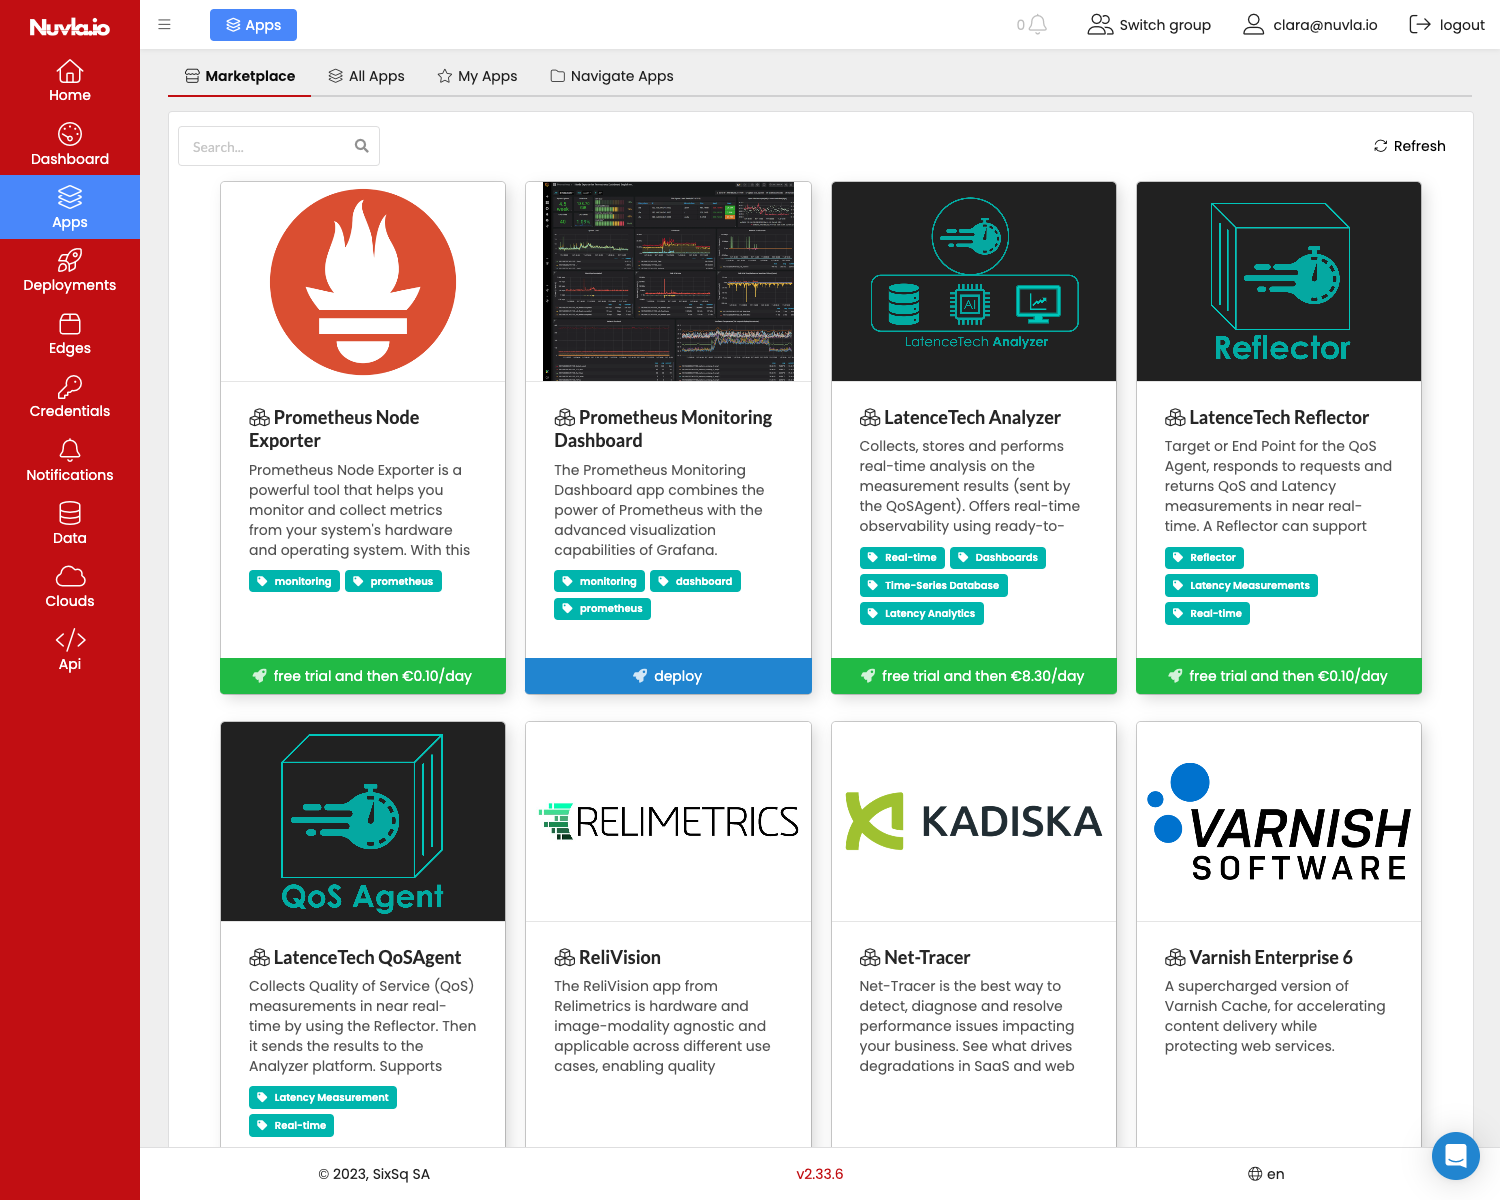 Nuvla.io
Home
Dashboard
Apps
Deployments
Edges
Credentials
Notifications
Data
Clouds
Api
Apps
0
Switch group
clara@nuvla.io
logout
Marketplace
All Apps
My Apps
Navigate Apps
Search...
Refresh
Prometheus Node
Exporter
Prometheus Node Exporter is a
powerful tool that helps you
monitor and collect metrics
from your system's hardware
and operating system. With this
monitoring prometheus
free trial and then €0.10/day
Prometheus Monitoring
Dashboard
The Prometheus Monitoring
Dashboard app combines the
power of Prometheus with the
advanced visualization
capabilities of Grafana.
monitoring dashboard
prometheus
deploy
AI
LatenceTech Analyzer
LatenceTech Analyzer
Collects, stores and performs
real-time analysis on the
measurement results (sent by
the QoSAgent). Offers real-time
observability using ready-to-
Real-time Dashboards
Time-Series Database
Latency Analytics
free trial and then €8.30/day
Reflector
LatenceTech Reflector
Target or End Point for the QoS
Agent, responds to requests and
returns QoS and Latency
measurements in near real-
time. A Reflector can support
Reflector
Latency Measurements
Real-time
free trial and then €0.10/day
QoS Agent
LatenceTech QoSAgent
Collects Quality of Service (QoS)
measurements in near real-
time by using the Reflector. Then
it sends the results to the
Analyzer platform. Supports
Latency Measurement
Real-time
RELIMETRICS
ReliVision
The ReliVision app from
Relimetrics is hardware and
image-modality agnostic and
applicable across different use
cases, enabling quality
KADISKA
Net-Tracer
Net-Tracer is the best way to
detect, diagnose and resolve
performance issues impacting
your business. See what drives
degradations in SaaS and web
VARNISH
SOFTWARE
Varnish Enterprise 6
A supercharged version of
Varnish Cache, for accelerating
content delivery while
protecting web services.
© 2023, SixSq SA
v2.33.6
en